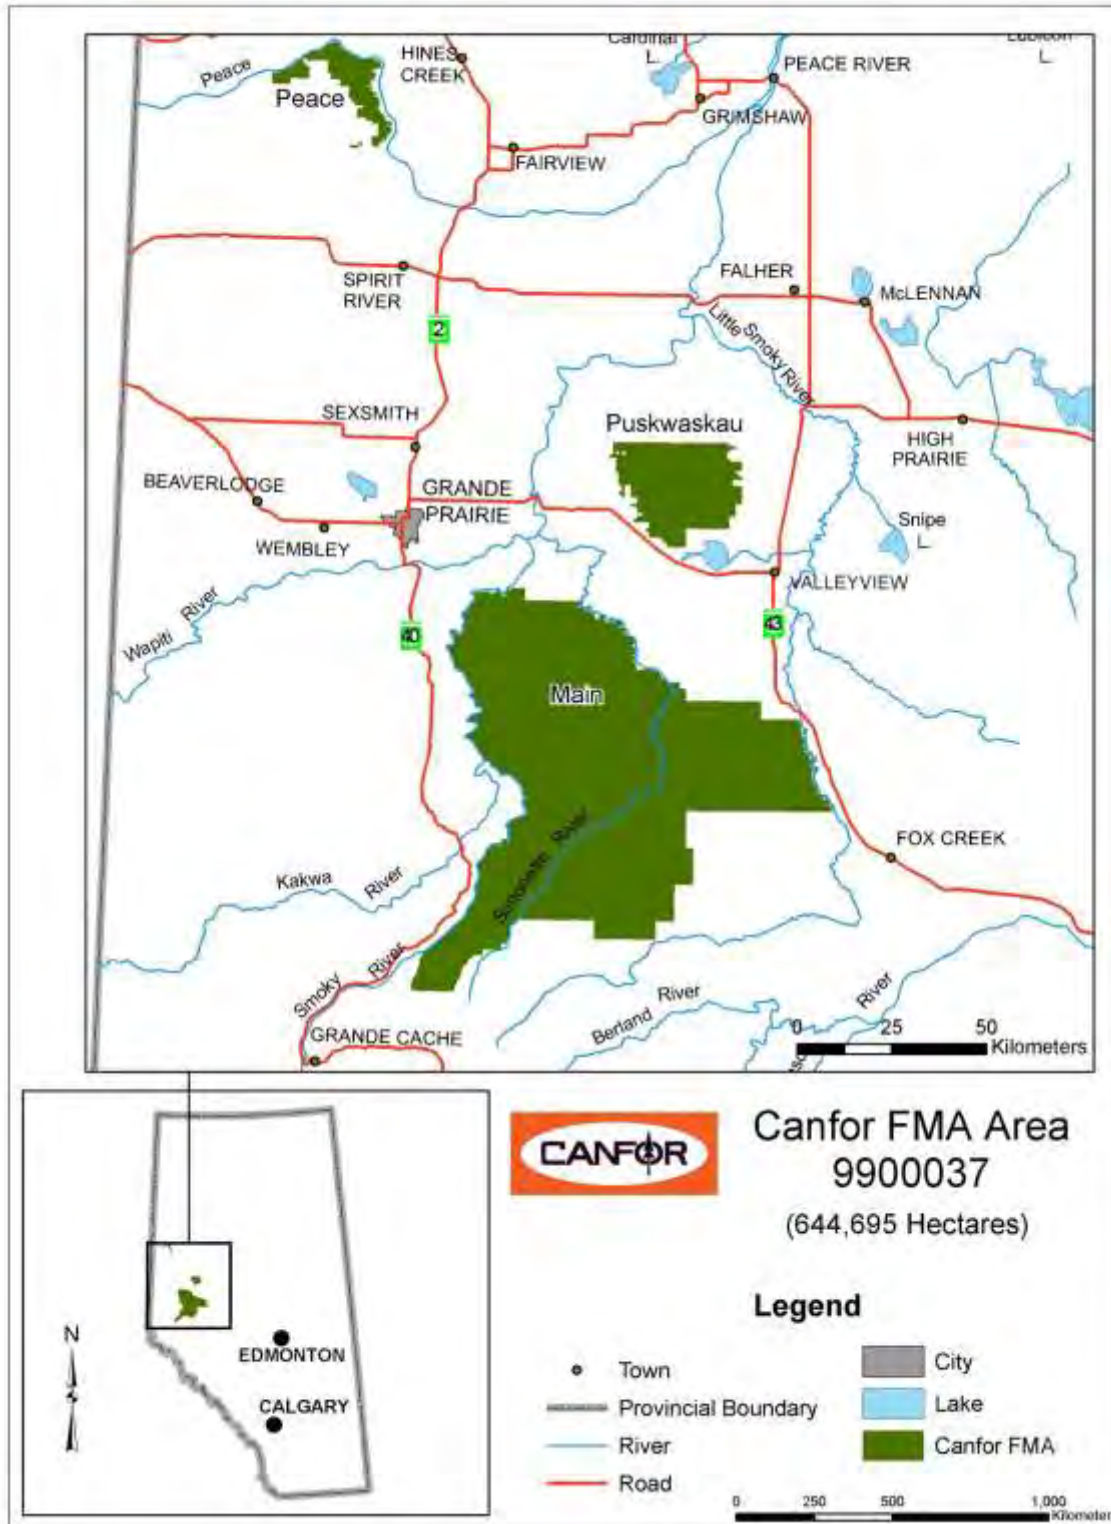 HINES
CREEK
Cardinal
L.
L.
Peace
Peace
PEACE RIVER
GRIMSHAW
FAIRVIEW
SPIRIT
RIVER
FALHER
McLENNAN
Little Smoky River
2
SEXSMITH
Puskwaskau
HIGH
PRAIRIE
BEAVERLODGE
GRANDE
PRAIRIE
WEMBLEY
Snipe
L.
VALLEYVIEW
Wapiti River
40
43
Main
Simonette River
FOX CREEK
Kakwa River
Smoky River
Berland River
River
GRANDE CACHE
0 25 50
Kilometers
CANFOR
Canfor FMA Area
9900037
(644,695 Hectares)
N
EDMONTON
CALGARY
Legend
Town
Provincial Boundary
River
Road
City
Lake
Canfor FMA
0 250 500 1,000
Kilometer